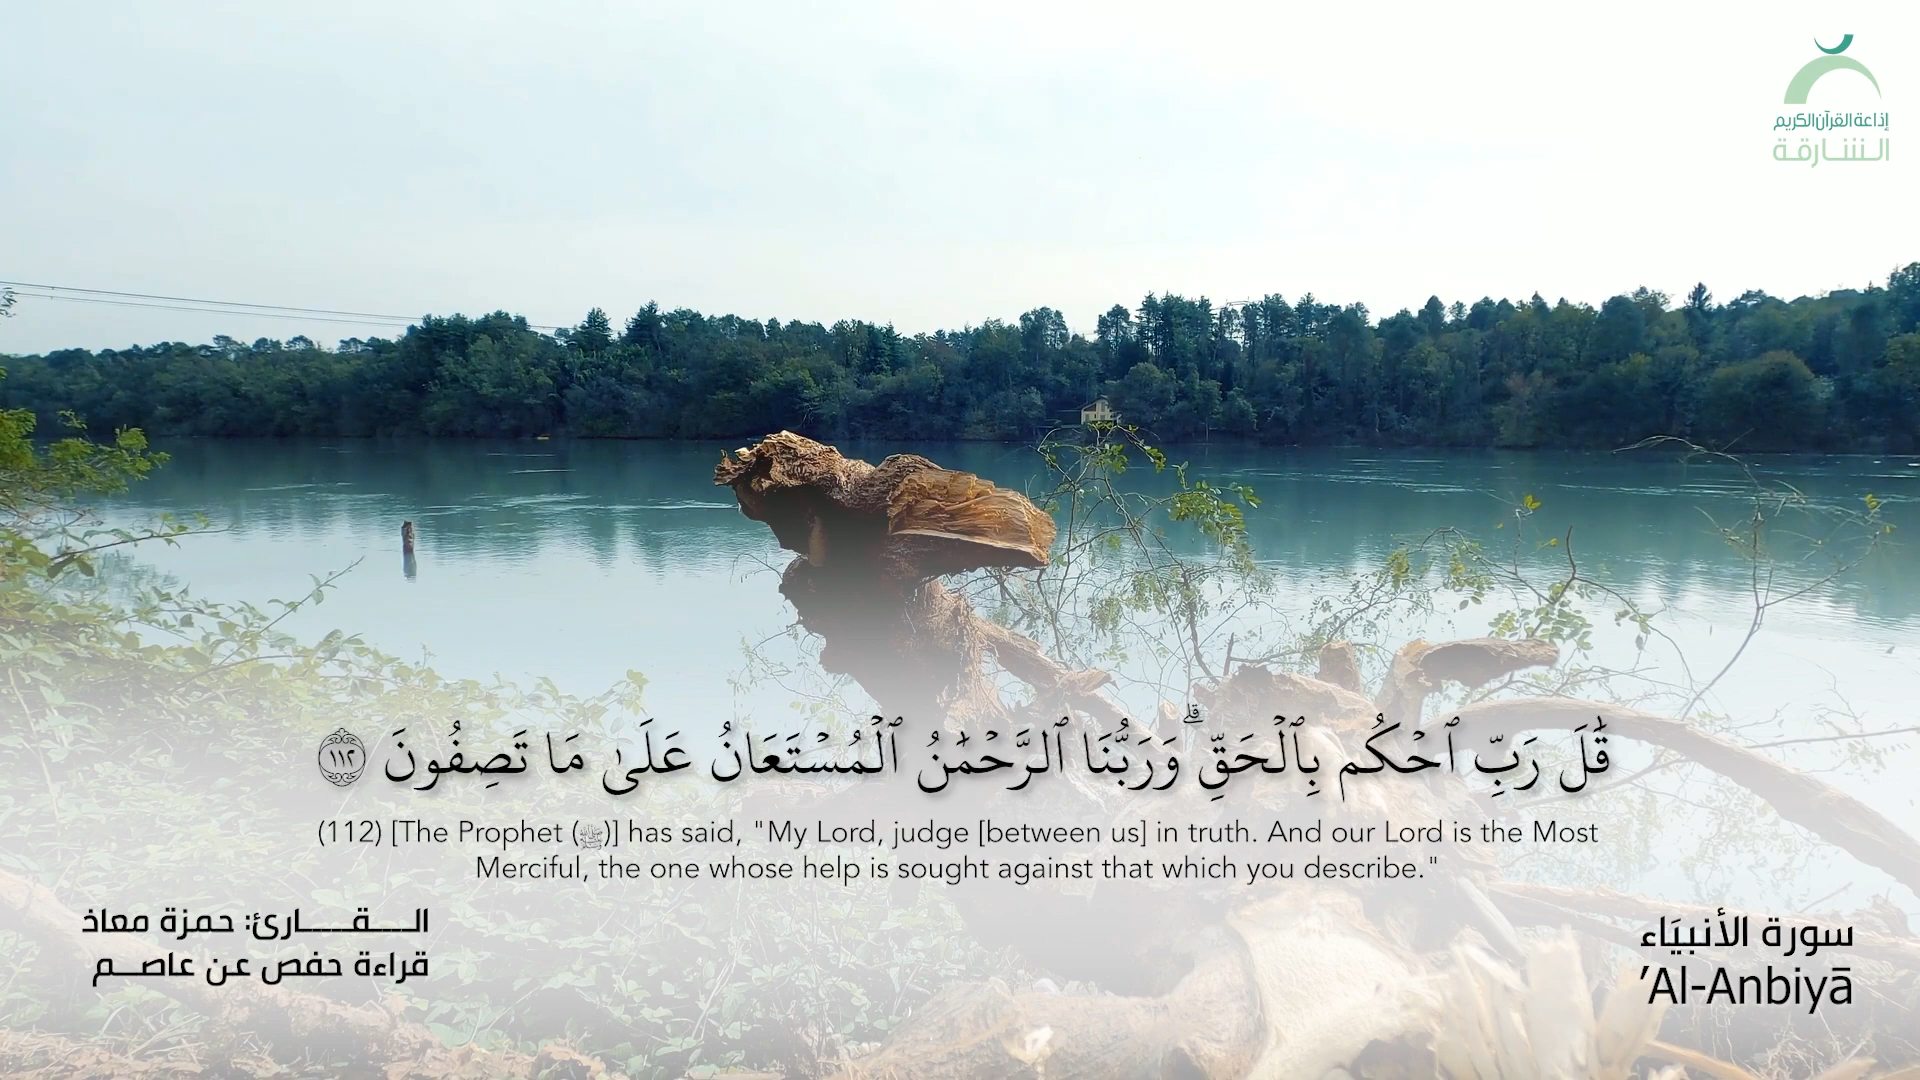 إذاعة القرآن الكريم
الشارقة
قَٰلَ رَبِّ ٱحْكُم بِٱلْحَقِّ ۗ وَرَبُّنَا ٱلرَّحْمَٰنُ ٱلْمُسْتَعَانُ عَلَىٰ مَا تَصِفُونَ ١١٢
(112) [The Prophet (ﷺ)] has said, "My Lord, judge [between us] in truth. And our Lord is the Most
Merciful, the one whose help is sought against that which you describe."
القارئ: حمزة معاذ
قراءة حفص عن عاصم
سورة الأنبيَاء
'Al-Anbiyā